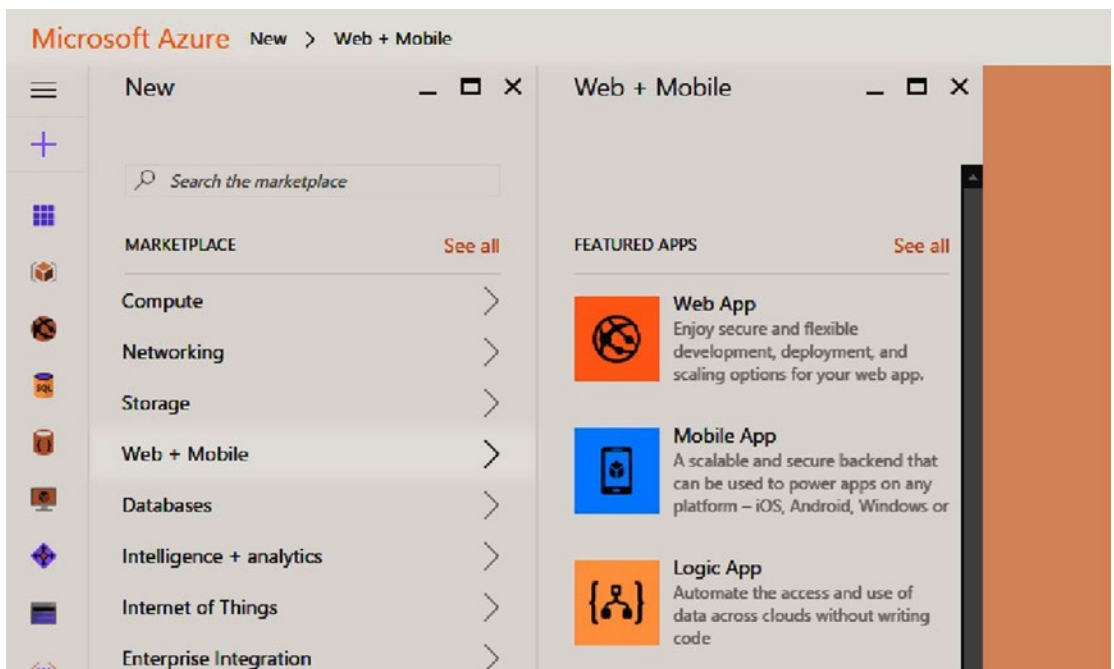 Microsoft Azure New > Web + Mobile
New
Search the marketplace
MARKETPLACE See all
Compute
Networking
Storage
Web + Mobile
Databases
Intelligence + analytics
Internet of Things
Enterprise Integration
Web + Mobile
FEATURED APPS See all
Web App
Enjoy secure and flexible
development, deployment, and
scaling options for your web app.
Mobile App
A scalable and secure backend that
can be used to power apps on any
platform – iOS, Android, Windows or
Logic App
Automate the access and use of
data across clouds without writing
code
SQL